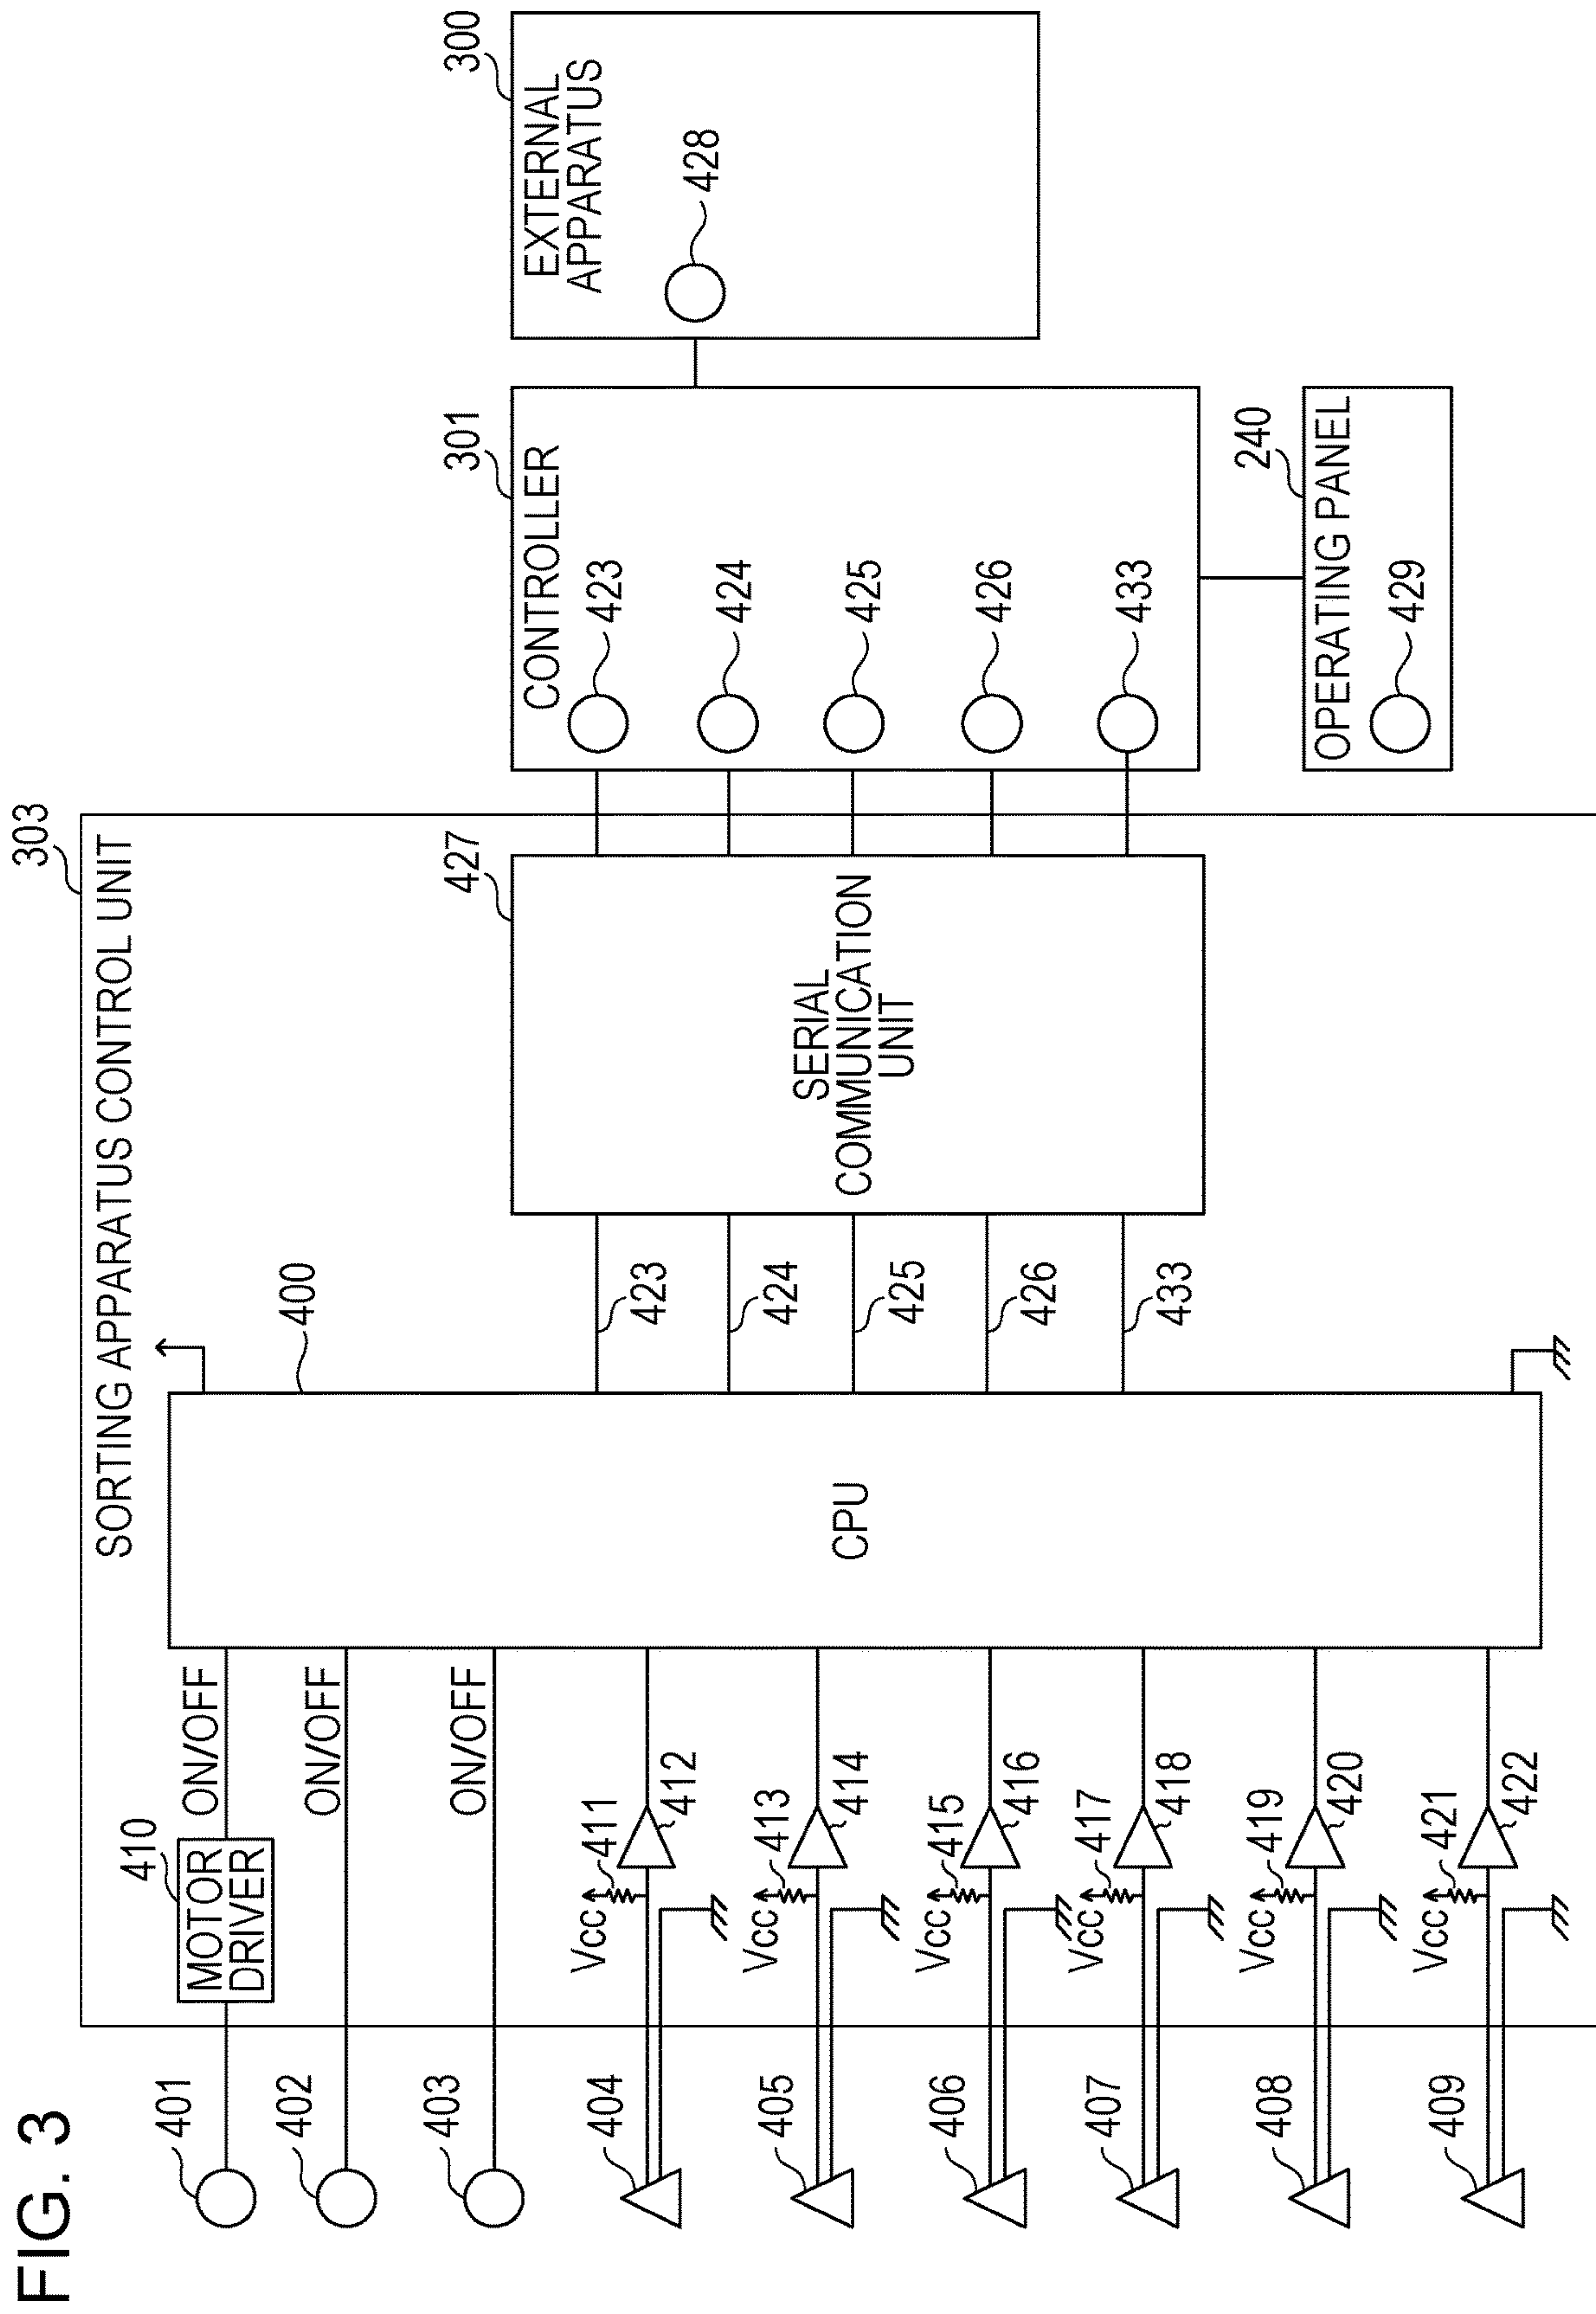 FIG. 3
303
SORTING APPARATUS CONTROL UNIT
401
410
MOTOR
DRIVER
ON/OFF
402
ON/OFF
403
ON/OFF
404
Vcc
411
412
405
Vcc
413
414
406
Vcc
415
416
407
Vcc
417
418
408
Vcc
419
420
409
Vcc
421
422
400
CPU
423
424
425
426
433
427
SERIAL
COMMUNICATION
UNIT
301
CONTROLLER
423
424
425
426
433
300
EXTERNAL
APPARATUS
428
240
OPERATING PANEL
429